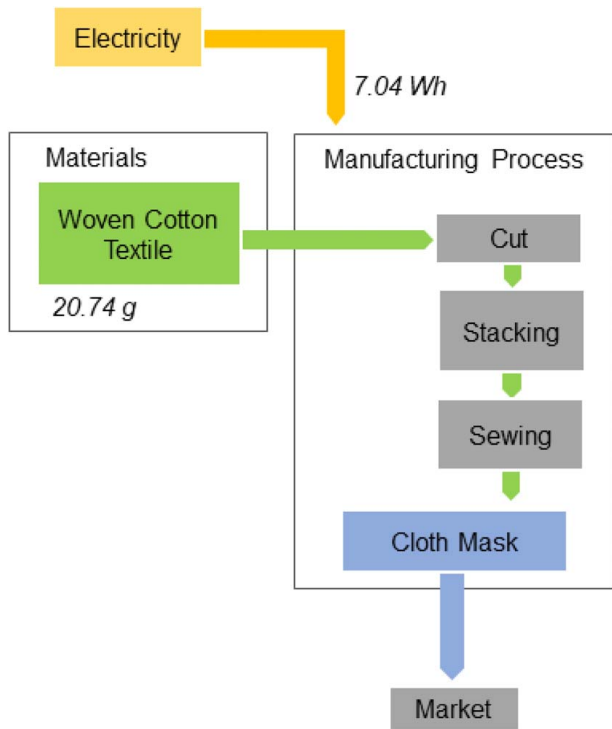 Electricity
7.04 Wh
Materials
Manufacturing Process
Woven Cotton
Textile
20.74 g
Cut
Stacking
Sewing
Cloth Mask
Market